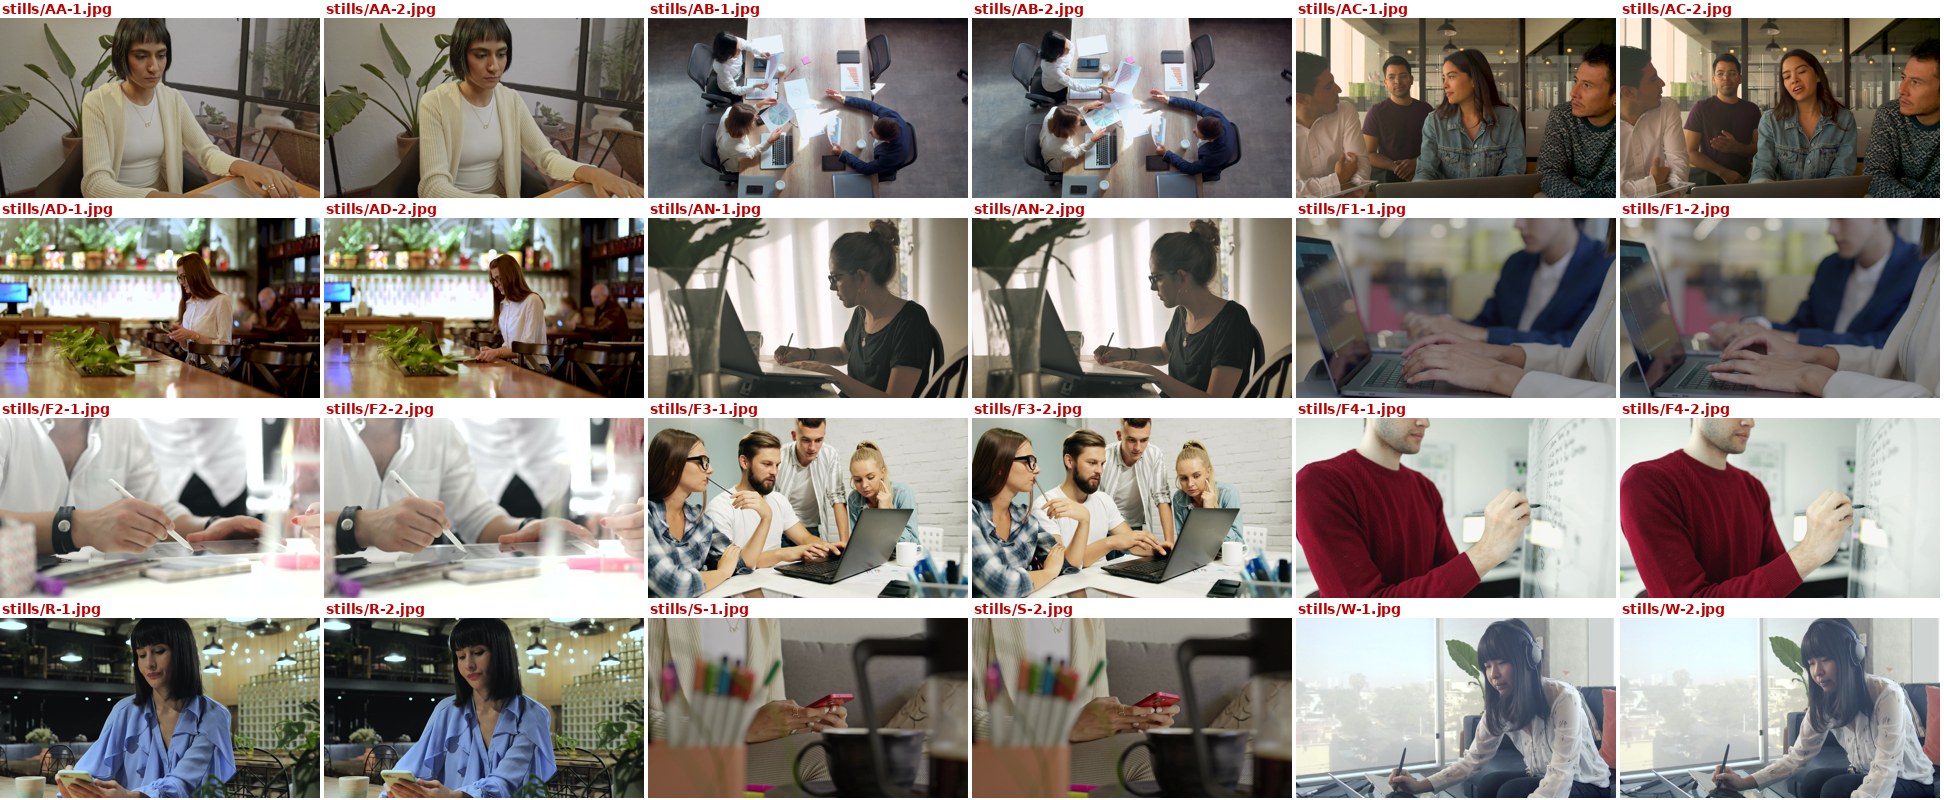 stills/AA-1.jpg
stills/AA-2.jpg
stills/AB-1.jpg
stills/AB-2.jpg
stills/AC-1.jpg
stills/AC-2.jpg
stills/AD-1.jpg
stills/AD-2.jpg
stills/AN-1.jpg
stills/AN-2.jpg
stills/F1-1.jpg
stills/F1-2.jpg
stills/F2-1.jpg
stills/F2-2.jpg
stills/F3-1.jpg
stills/F3-2.jpg
stills/F4-1.jpg
stills/F4-2.jpg
stills/R-1.jpg
stills/R-2.jpg
stills/S-1.jpg
stills/S-2.jpg
stills/W-1.jpg
stills/W-2.jpg